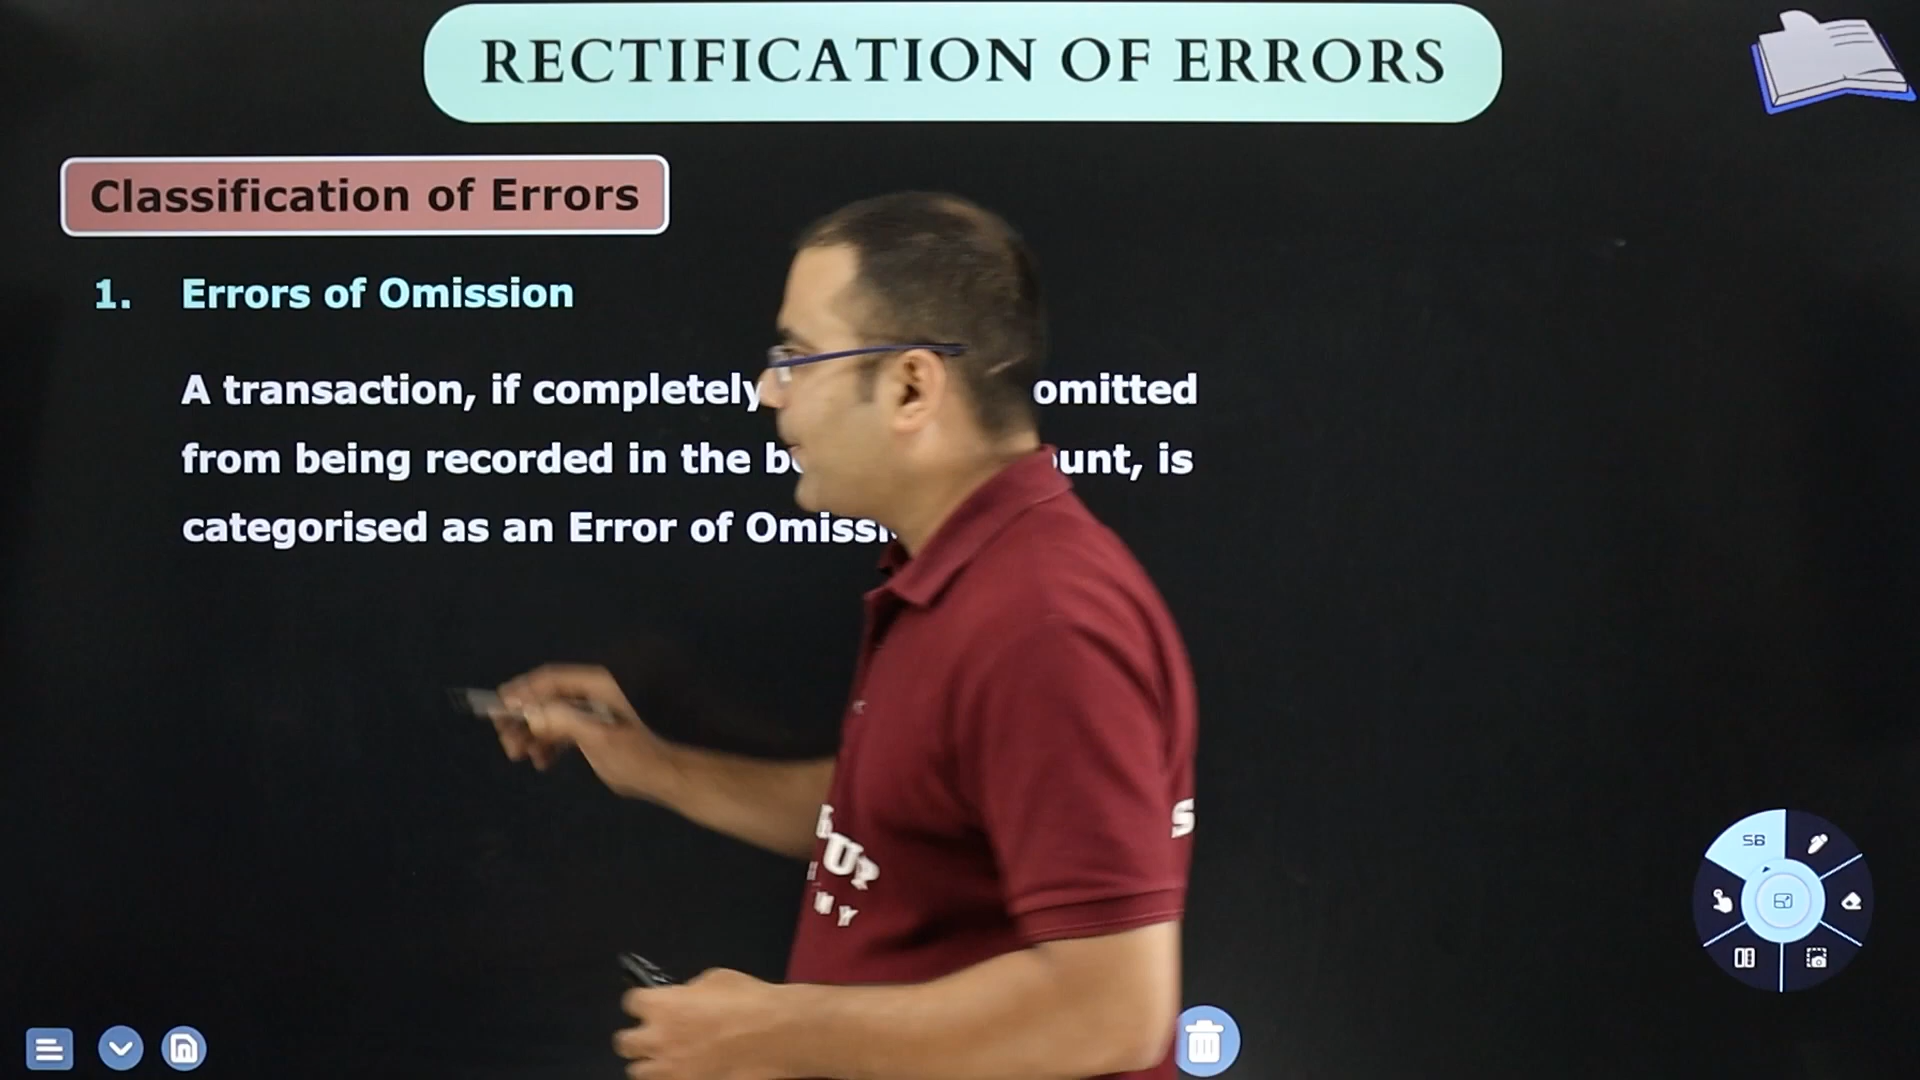 RECTIFICATION OF ERRORS
Classification of Errors
1. Errors of Omission
A transaction, if completely omitted
from being recorded in the is
categorised as an Error of
SB